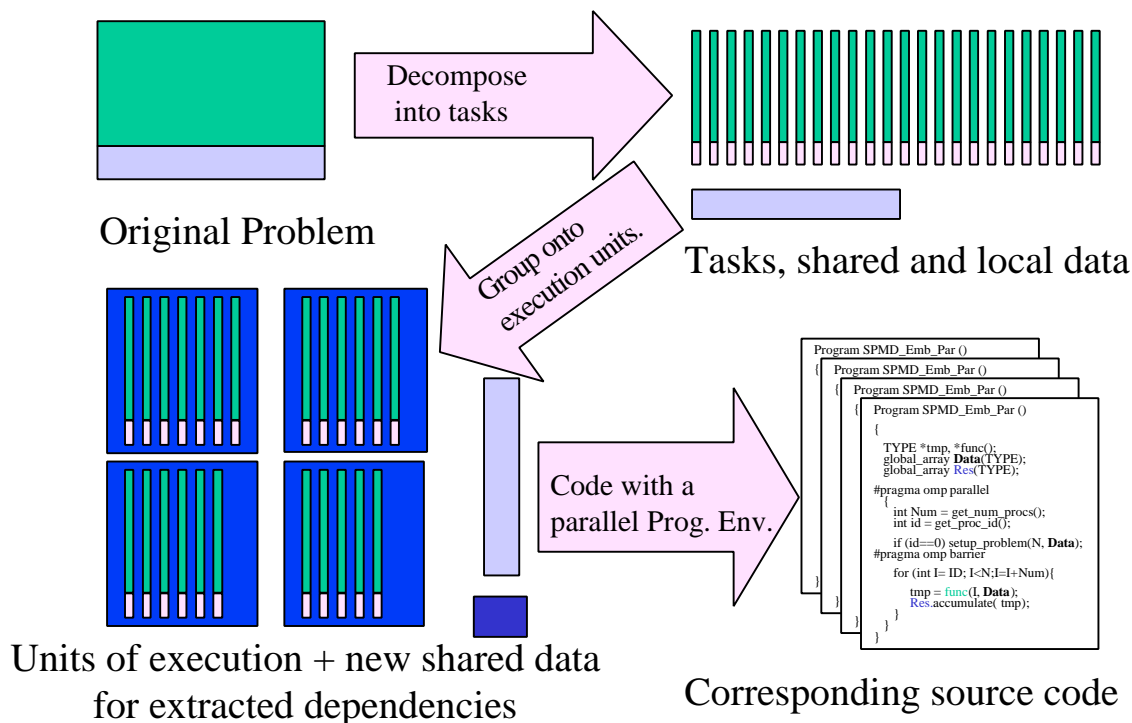 Decompose
into tasks
Original Problem
Tasks, shared and local data
Group onto
execution units.
Units of execution + new shared data
for extracted dependencies
Code with a
parallel Prog. Env.
Program SPMD_Emb_Par ()
{
Program SPMD_Emb_Par ()
{
Program SPMD_Emb_Par ()
{
Program SPMD_Emb_Par ()
{
TYPE *tmp, *func();
global_array Data(TYPE);
global_array Res(TYPE);
#pragma omp parallel
{
int Num = get_num_procs();
int id = get_proc_id();
if (id==0) setup_problem(N, Data);
#pragma omp barrier
for (int I= ID; I<N;I=I+Num){
tmp = func(I, Data);
Res.accumulate( tmp);
}
}
}
}
}
}
Corresponding source code